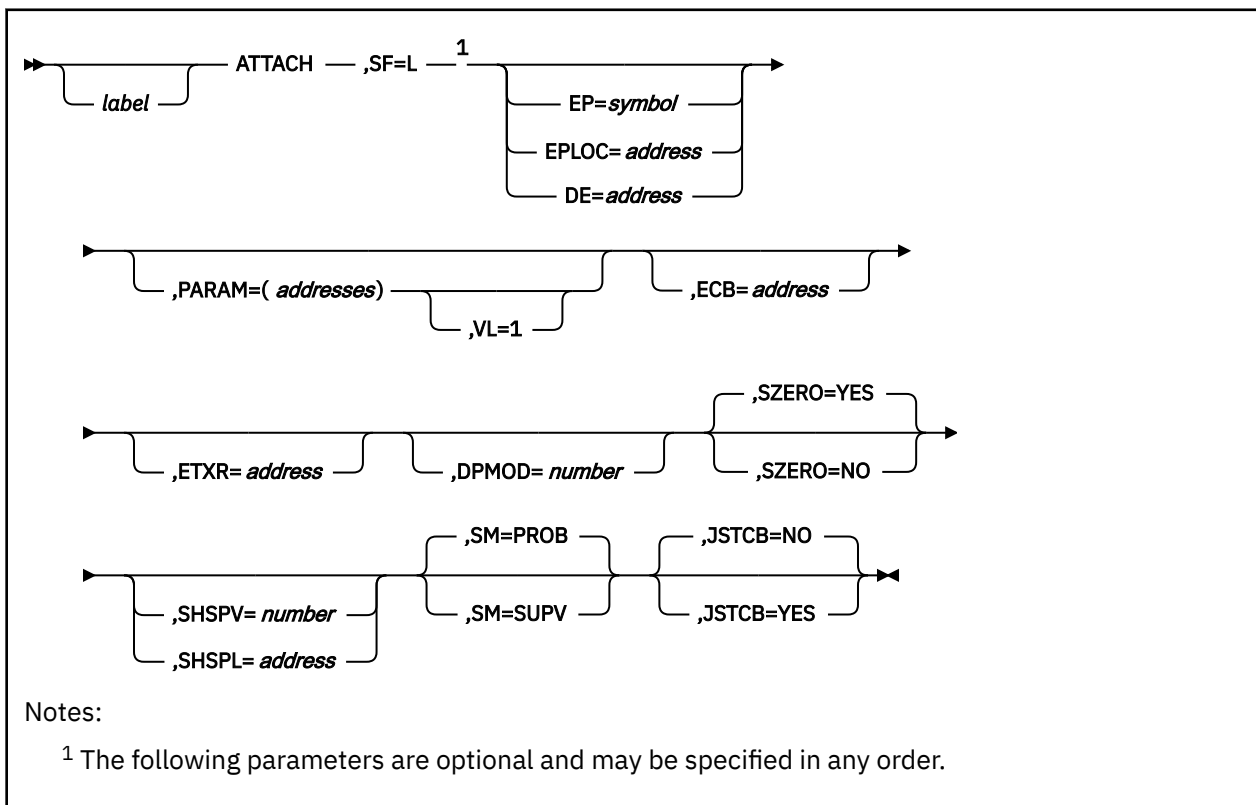 label ATTACH ,SF=L 1
EP=symbol
EPLOC= address
DE=address
,PARAM=( addresses)
,VL=1
,ECB= address
,ETXR= address
,DPMOD= number
,SZERO=YES
,SZERO=NO
,SHSPV= number
,SHSPL= address
,SM=PROB
,SM=SUPV
,JSTCB=NO
,JSTCB=YES
Notes:
1 The following parameters are optional and may be specified in any order.